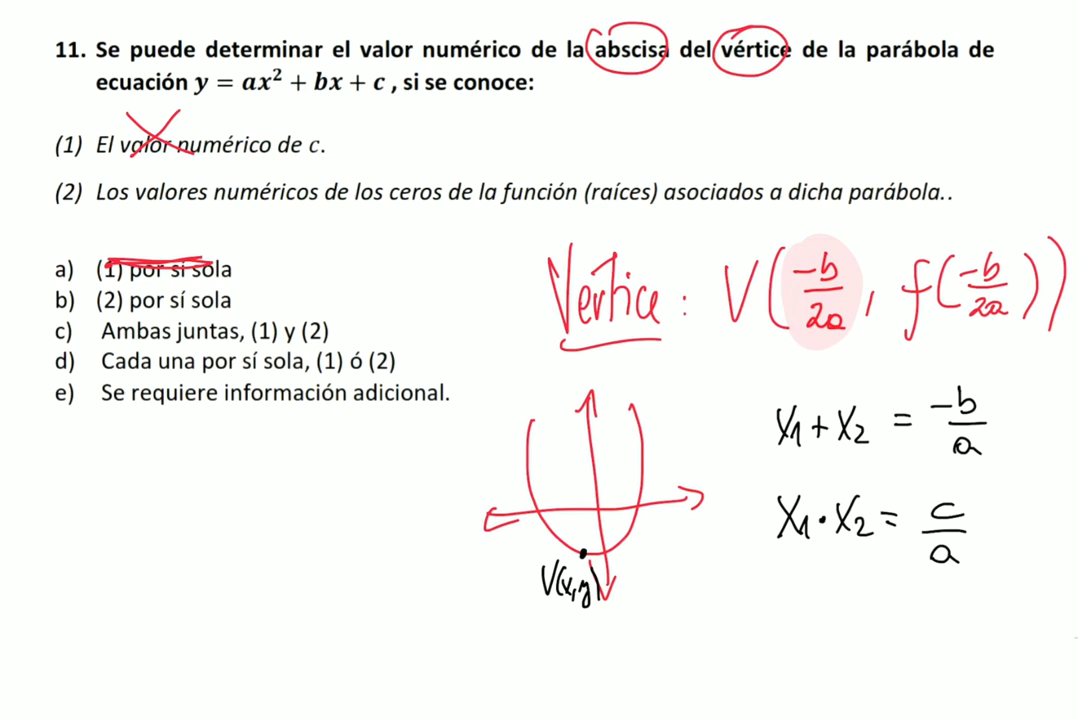 11. Se puede determinar el valor numérico de la abscisa del vértice de la parábola de
ecuación y = ax² + bx + c , si se conoce:
(1) El valor numérico de c.
(2) Los valores numéricos de los ceros de la función (raíces) asociados a dicha parábola..
a) (1) por sí sola
b) (2) por sí sola
c) Ambas juntas, (1) y (2)
d) Cada una por sí sola, (1) ó (2)
e) Se requiere información adicional.
Vértice : V(-b/2a, f(-b/2a))
x₁ + x₂ = -b/a
x₁ · x₂ = c/a
V(x,y)